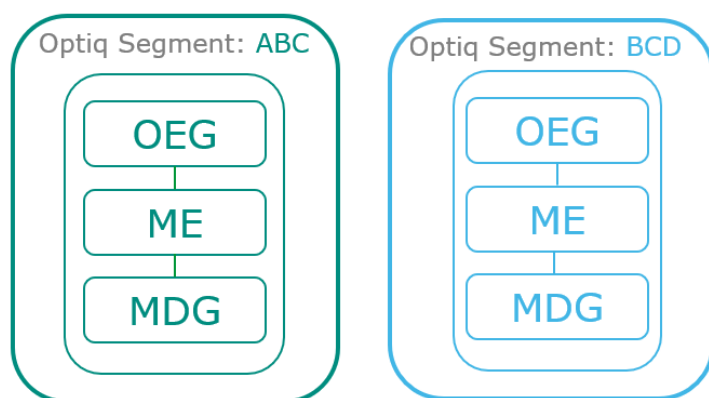 Optiq Segment: ABC
OEG
ME
MDG
Optiq Segment: BCD
OEG
ME
MDG